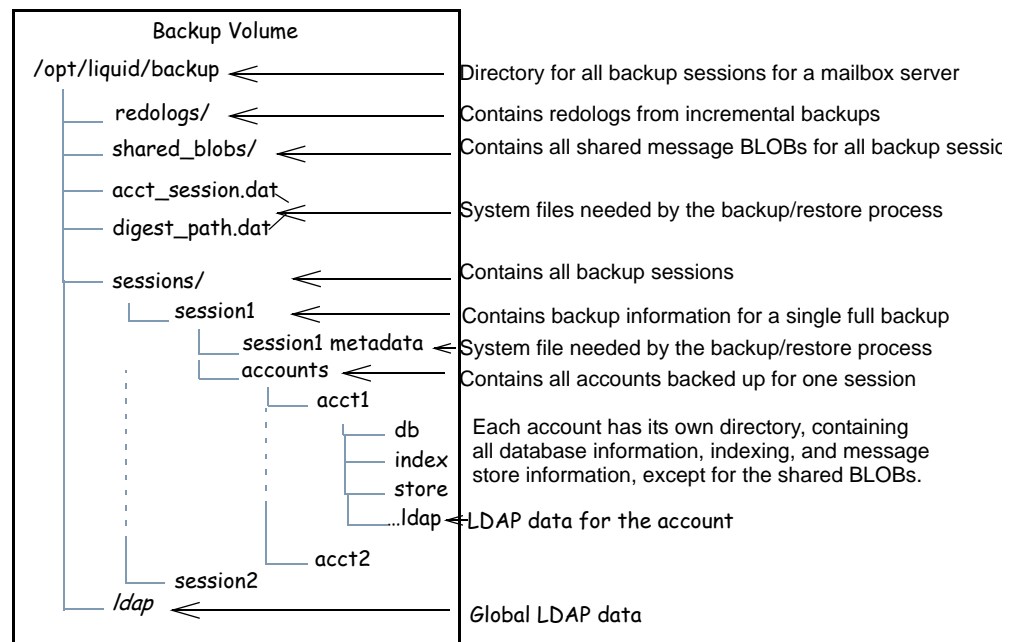 Backup Volume
/opt/liquid/backup
Directory for all backup sessions for a mailbox server
redologs/
Contains redologs from incremental backups
shared_blobs/
Contains all shared message BLOBs for all backup sessio
acct_session.dat
digest_path.dat
System files needed by the backup/restore process
sessions/
Contains all backup sessions
session1
Contains backup information for a single full backup
session1 metadata
System file needed by the backup/restore process
accounts
Contains all accounts backed up for one session
acct1
db
index
store
Each account has its own directory, containing
all database information, indexing, and message
store information, except for the shared BLOBs.
...ldap
LDAP data for the account
acct2
session2
ldap
Global LDAP data